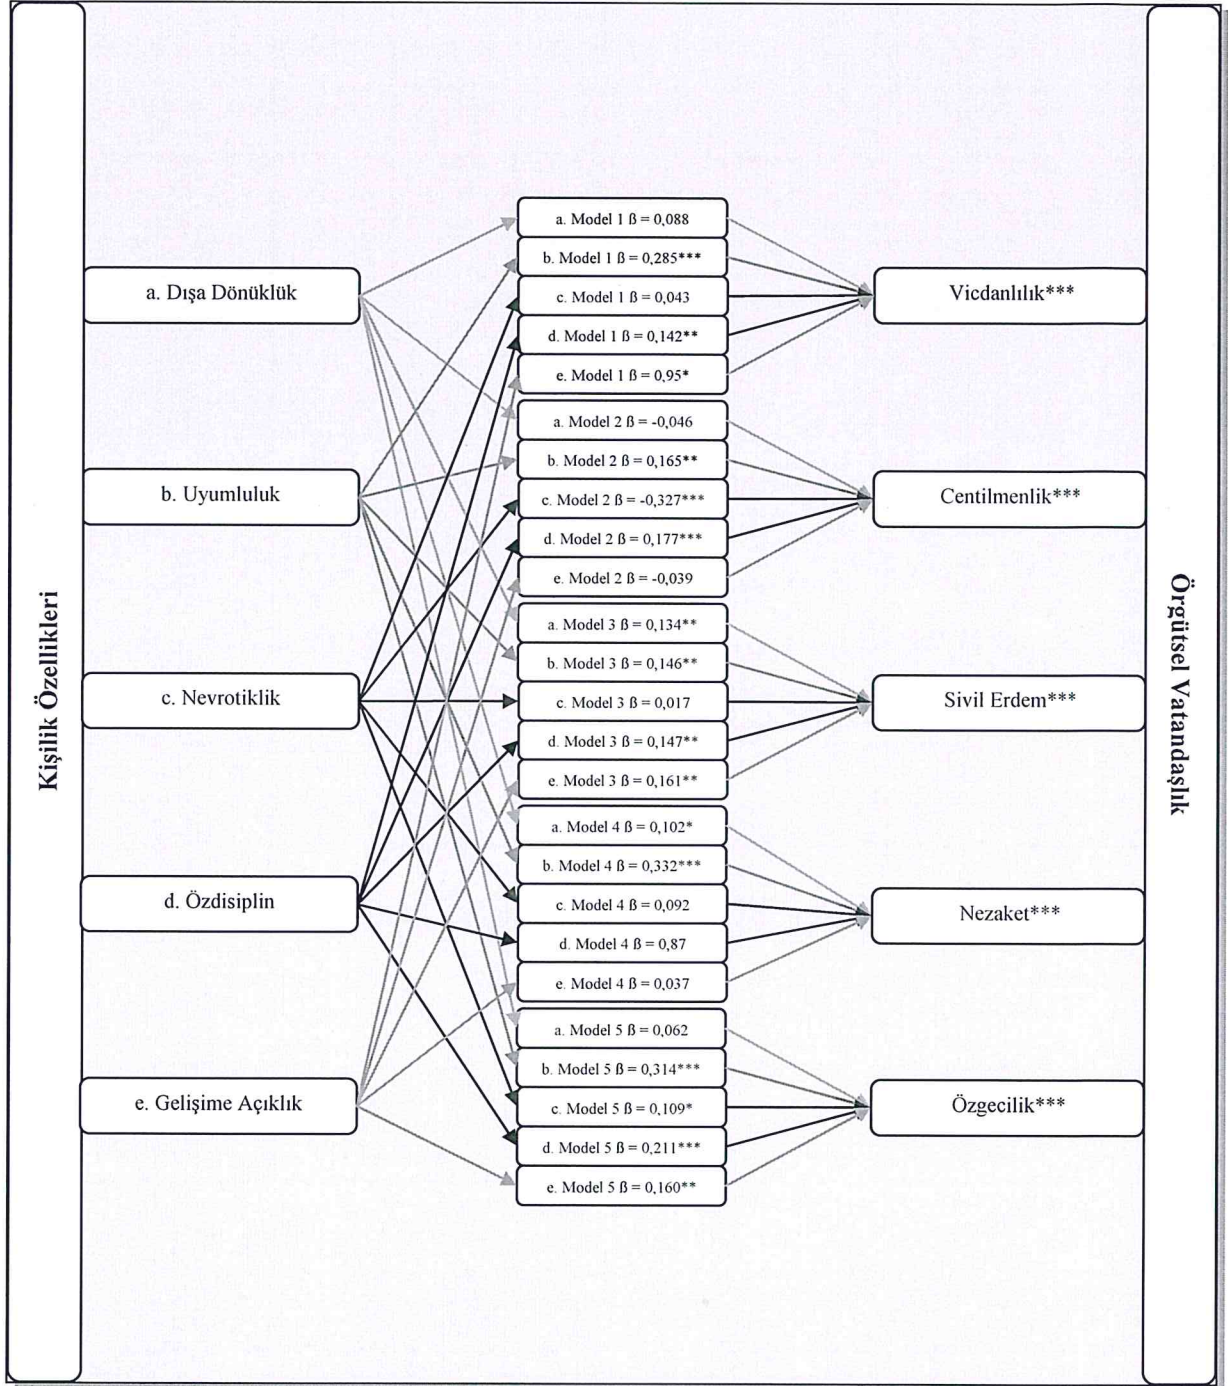 Kişilik Özellikleri
a. Dışa Dönüklük
b. Uyumluluk
c. Nevrotiklik
d. Özdisiplin
e. Gelişime Açıklık
a. Model 1 ß = 0,088
b. Model 1 ß = 0,285***
c. Model 1 ß = 0,043
d. Model 1 ß = 0,142**
e. Model 1 ß = 0,95*
a. Model 2 ß = -0,046
b. Model 2 ß = 0,165**
c. Model 2 ß = -0,327***
d. Model 2 ß = 0,177***
e. Model 2 ß = -0,039
a. Model 3 ß = 0,134**
b. Model 3 ß = 0,146**
c. Model 3 ß = 0,017
d. Model 3 ß = 0,147**
e. Model 3 ß = 0,161**
a. Model 4 ß = 0,102*
b. Model 4 ß = 0,332***
c. Model 4 ß = 0,092
d. Model 4 ß = 0,87
e. Model 4 ß = 0,037
a. Model 5 ß = 0,062
b. Model 5 ß = 0,314***
c. Model 5 ß = 0,109*
d. Model 5 ß = 0,211***
e. Model 5 ß = 0,160**
Vicdanlılık***
Centilmenlik***
Sivil Erdem***
Nezaket***
Özgecilik***
Örgütsel Vatandaşlık